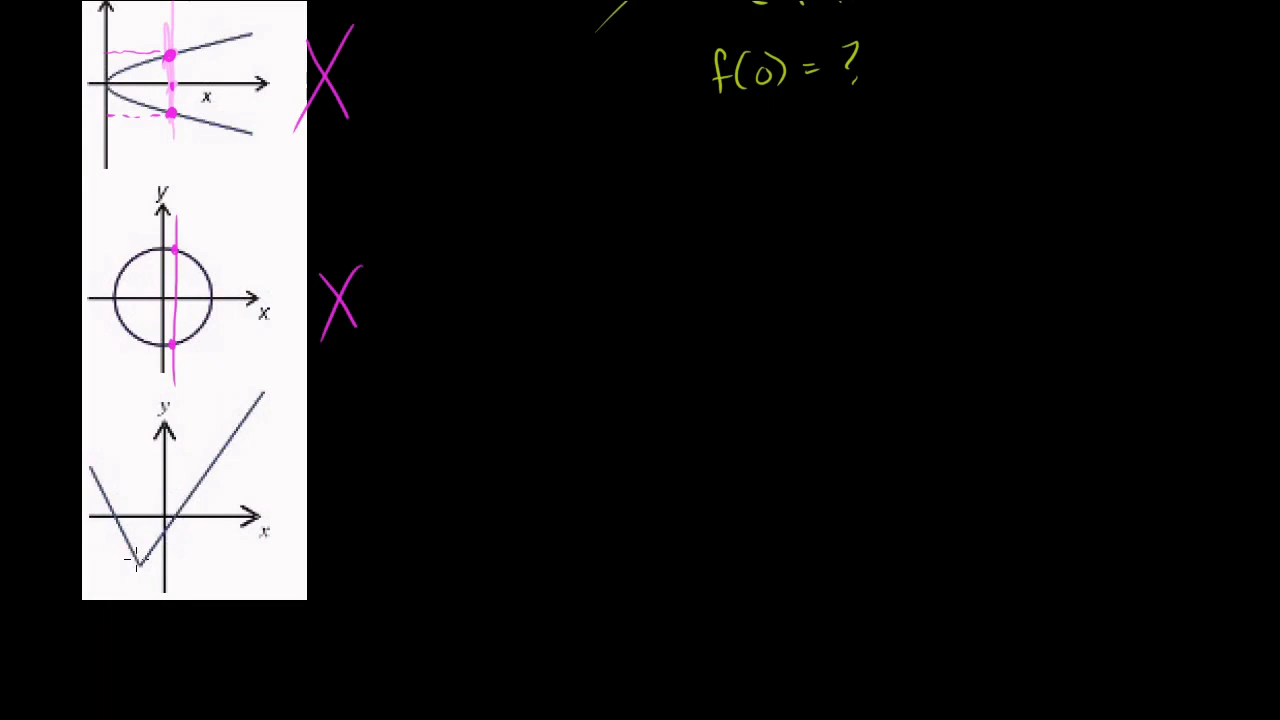 f(0) = ?
x
y
x
y
x